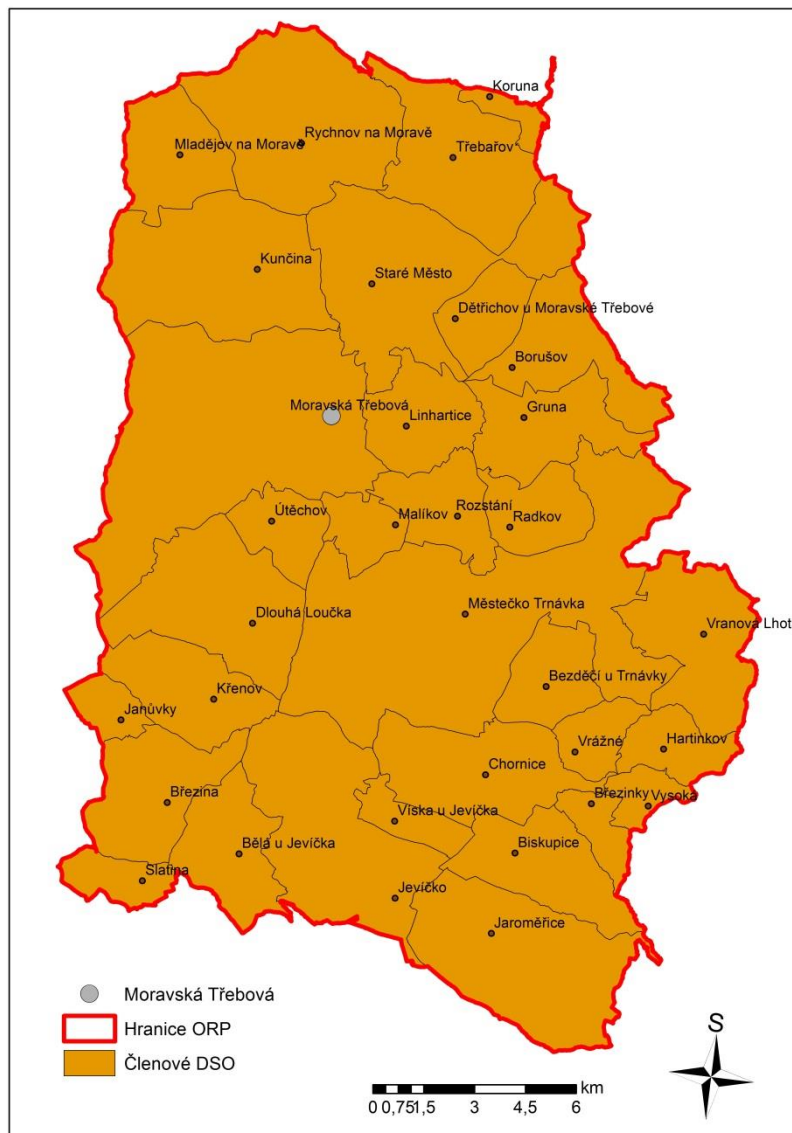 Koruna
Rychnov na Moravě
Mladějov na Moravě
Třebařov
Kunčina
Staré Město
Dětřichov u Moravské Třebové
Borušov
Moravská Třebová
Linhartice
Gruna
Útěchov
Malíkov
Rozstání
Radkov
Dlouhá Loučka
Městečko Trnávka
Vranová Lhot
Bezděčí u Trnávky
Křenov
Janůvky
Vrážné
Hartinkov
Chornice
Březina
Březinky
Vysoká
Víska u Jevíčka
Bělá u Jevíčka
Biskupice
Slatina
Jevíčko
Jaroměřice
Moravská Třebová
Hranice ORP
Členové DSO
S
km
0 0,75 1,5 3 4,5 6